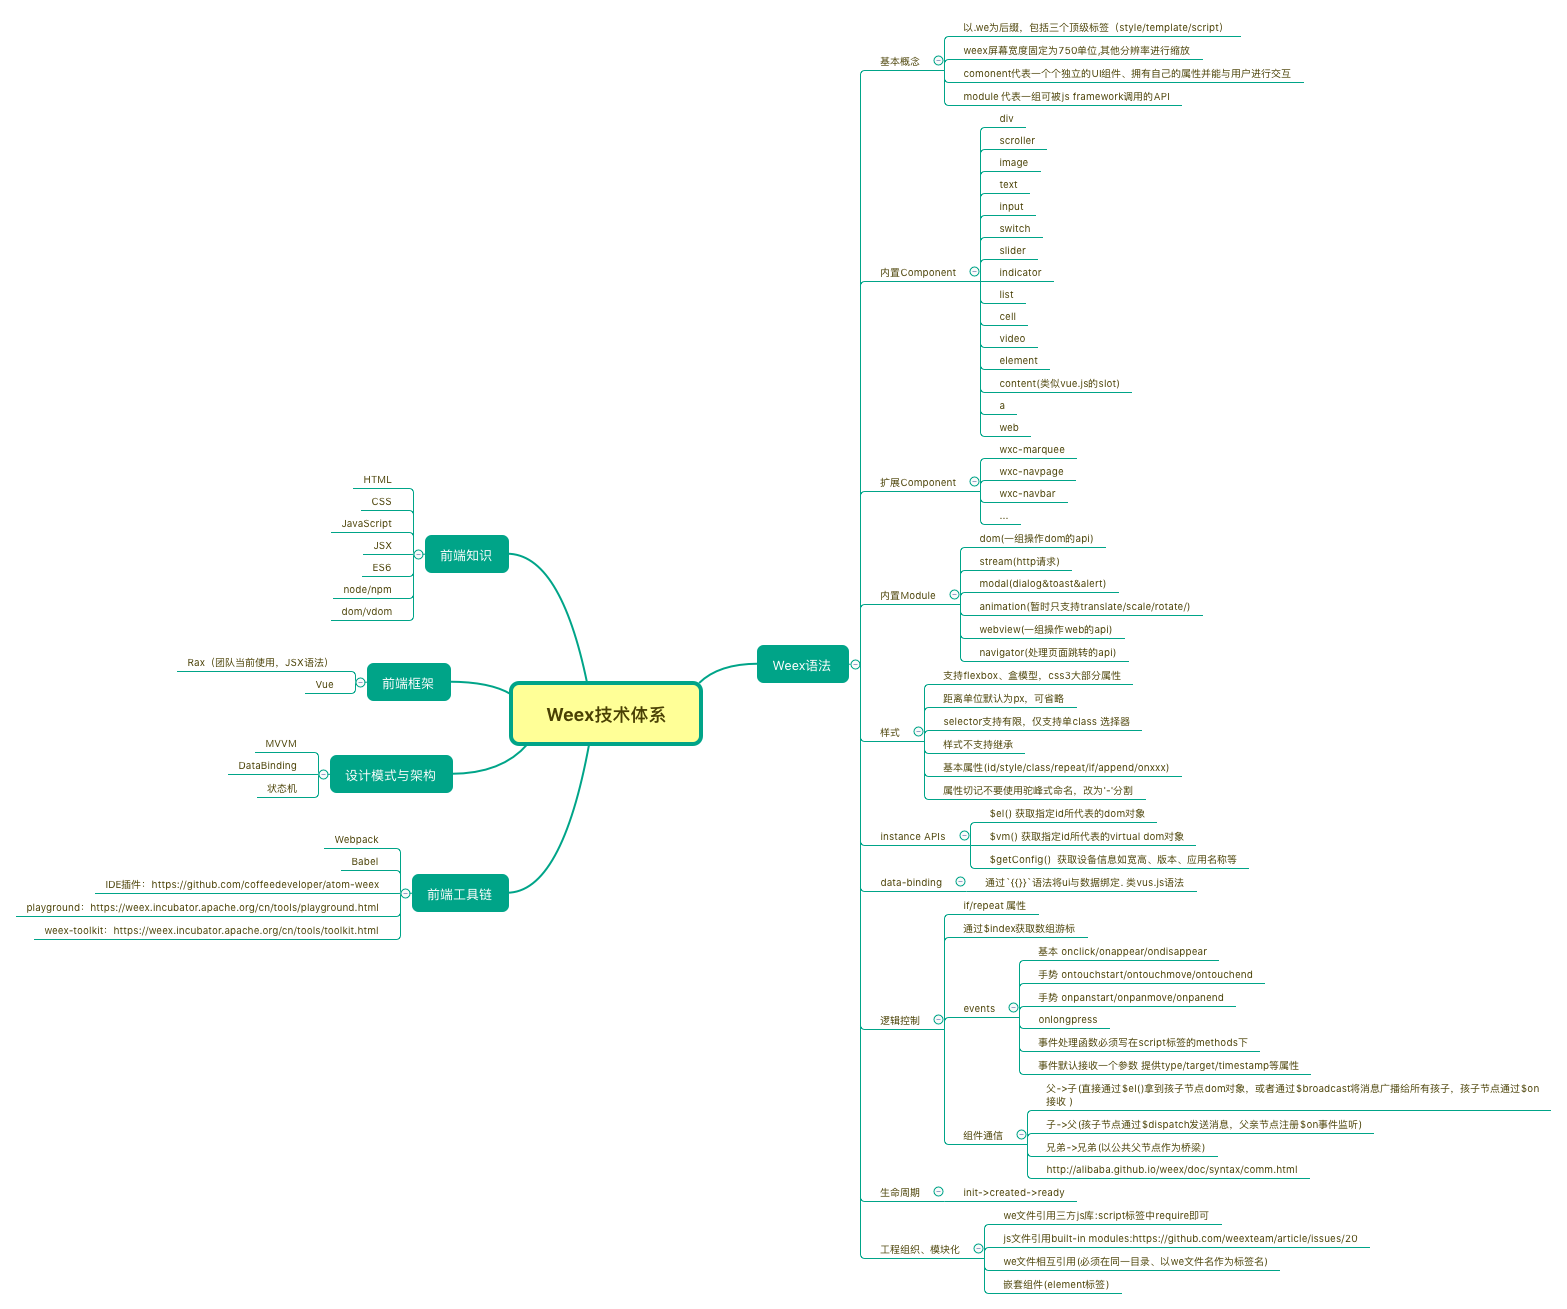 Weex技术体系
前端知识
HTML
CSS
JavaScript
JSX
ES6
node/npm
dom/vdom
前端框架
Rax（团队当前使用，JSX语法）
Vue
设计模式与架构
MVVM
DataBinding
状态机
前端工具链
Webpack
Babel
IDE插件：https://github.com/coffeedeveloper/atom-weex
playground：https://weex.incubator.apache.org/cn/tools/playground.html
weex-toolkit：https://weex.incubator.apache.org/cn/tools/toolkit.html
Weex语法
基本概念
以.we为后缀，包括三个顶级标签（style/template/script）
weex屏幕宽度固定为750单位,其他分辨率进行缩放
comonent代表一个个独立的UI组件、拥有自己的属性并能与用户进行交互
module 代表一组可被js framework调用的API
内置Component
div
scroller
image
text
input
switch
slider
indicator
list
cell
video
element
content(类似vue.js的slot)
a
web
扩展Component
wxc-marquee
wxc-navpage
wxc-navbar
...
内置Module
dom(一组操作dom的api)
stream(http请求)
modal(dialog&toast&alert)
animation(暂时只支持translate/scale/rotate/)
webview(一组操作web的api)
navigator(处理页面跳转的api)
样式
支持flexbox、盒模型，css3大部分属性
距离单位默认为px，可省略
selector支持有限，仅支持单class 选择器
样式不支持继承
基本属性(id/style/class/repeat/if/append/onxxx)
属性切记不要使用驼峰式命名，改为'-'分割
instance APIs
$el() 获取指定id所代表的dom对象
$vm() 获取指定id所代表的virtual dom对象
$getConfig() 获取设备信息如宽高、版本、应用名称等
data-binding
通过`{{}}`语法将ui与数据绑定. 类vus.js语法
逻辑控制
if/repeat 属性
通过$index获取数组游标
events
基本 onclick/onappear/ondisappear
手势 ontouchstart/ontouchmove/ontouchend
手势 onpanstart/onpanmove/onpanend
onlongpress
事件处理函数必须写在script标签的methods下
事件默认接收一个参数 提供type/target/timestamp等属性
组件通信
父->子(直接通过$el()拿到孩子节点dom对象，或者通过$broadcast将消息广播给所有孩子，孩子节点通过$on
接收 )
子->父(孩子节点通过$dispatch发送消息，父亲节点注册$on事件监听)
兄弟->兄弟(以公共父节点作为桥梁)
http://alibaba.github.io/weex/doc/syntax/comm.html
生命周期
init->created->ready
工程组织、模块化
we文件引用三方js库:script标签中require即可
js文件引用built-in modules:https://github.com/weexteam/article/issues/20
we文件相互引用(必须在同一目录、以we文件名作为标签名)
嵌套组件(element标签)